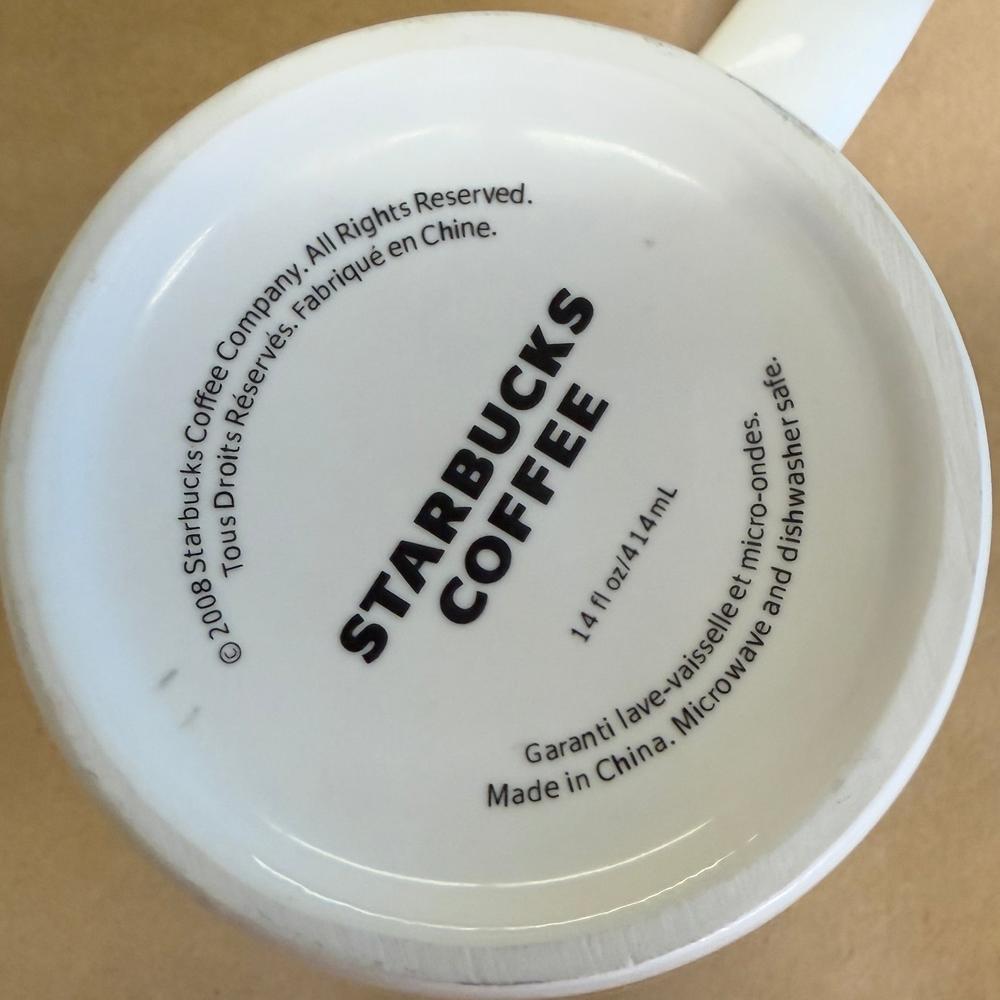 © 2008 Starbucks Coffee Company. All Rights Reserved.
Tous Droits Réservés. Fabriqué en Chine.
STARBUCKS
COFFEE
14 fl oz/414mL
Garanti lave-vaisselle et micro-ondes.
Made in China. Microwave and dishwasher safe.